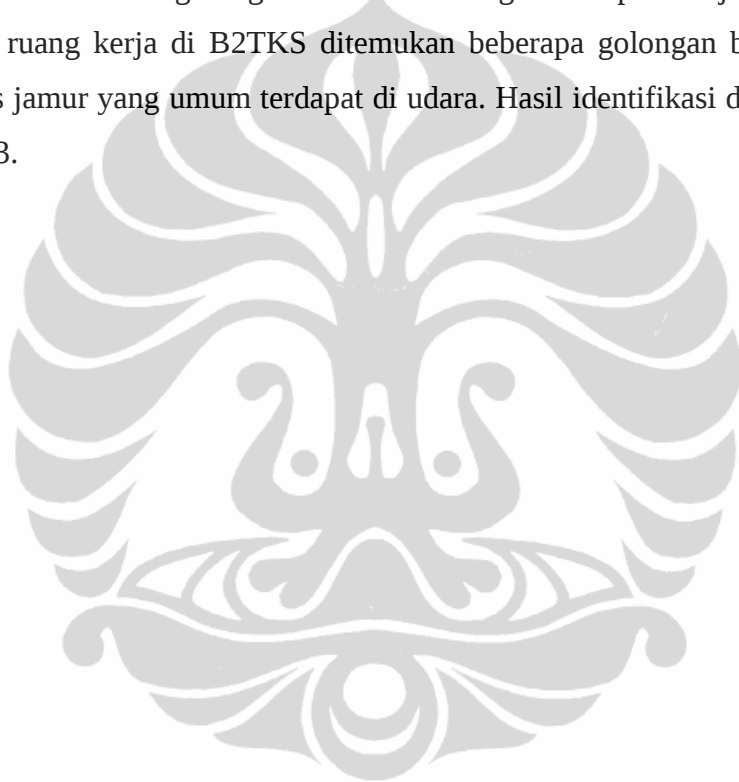 ruang kerja di B2TKS ditemukan beberapa golongan
jamur yang umum terdapat di udara. Hasil identifikasi
3.